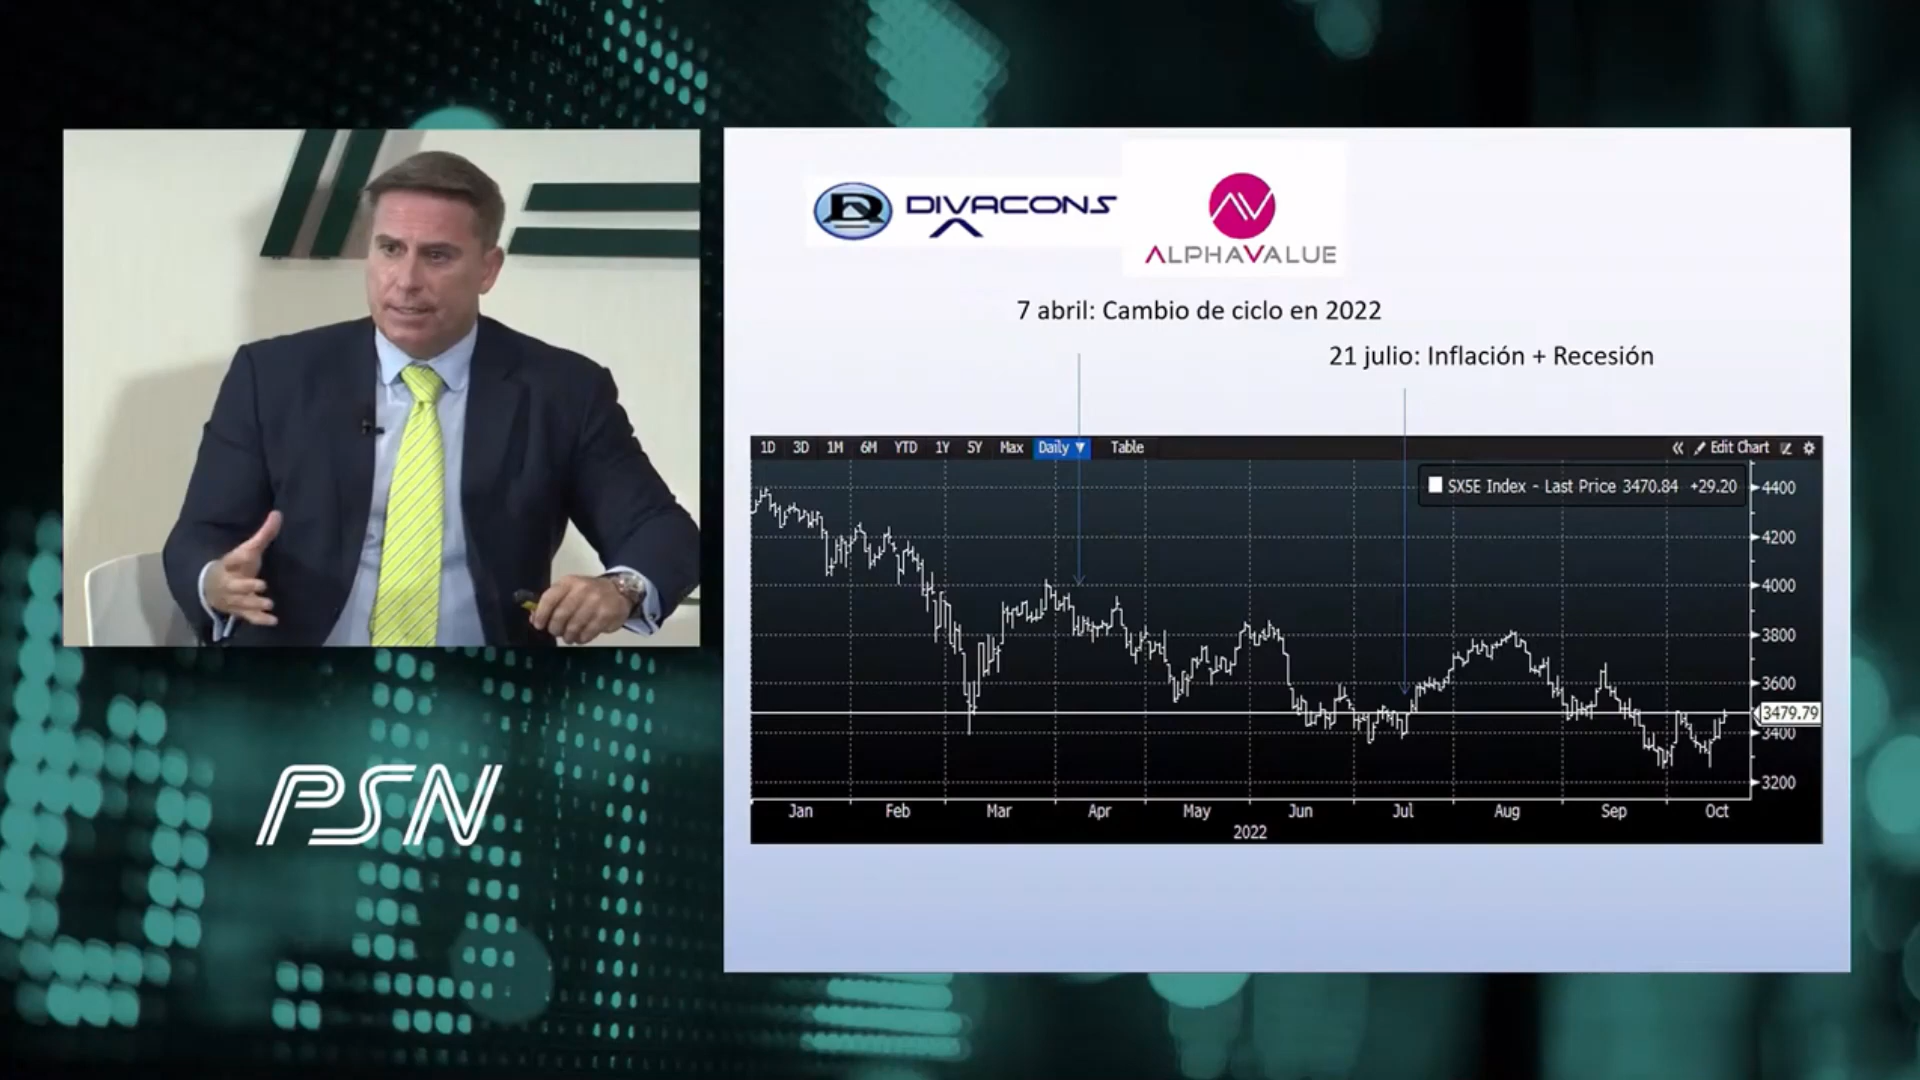 DIVACONS
ALPHAVALUE
7 abril: Cambio de ciclo en 2022
21 julio: Inflación + Recesión
1D 3D 1M 6M YTD 1Y 5Y Max Daily ▼ Table « Edit Chart
SX5E Index - Last Price 3470.84 +29.20
4400
4200
4000
3800
3600
3479.79
3400
3200
Jan Feb Mar Apr May Jun Jul Aug Sep Oct
2022
PSN